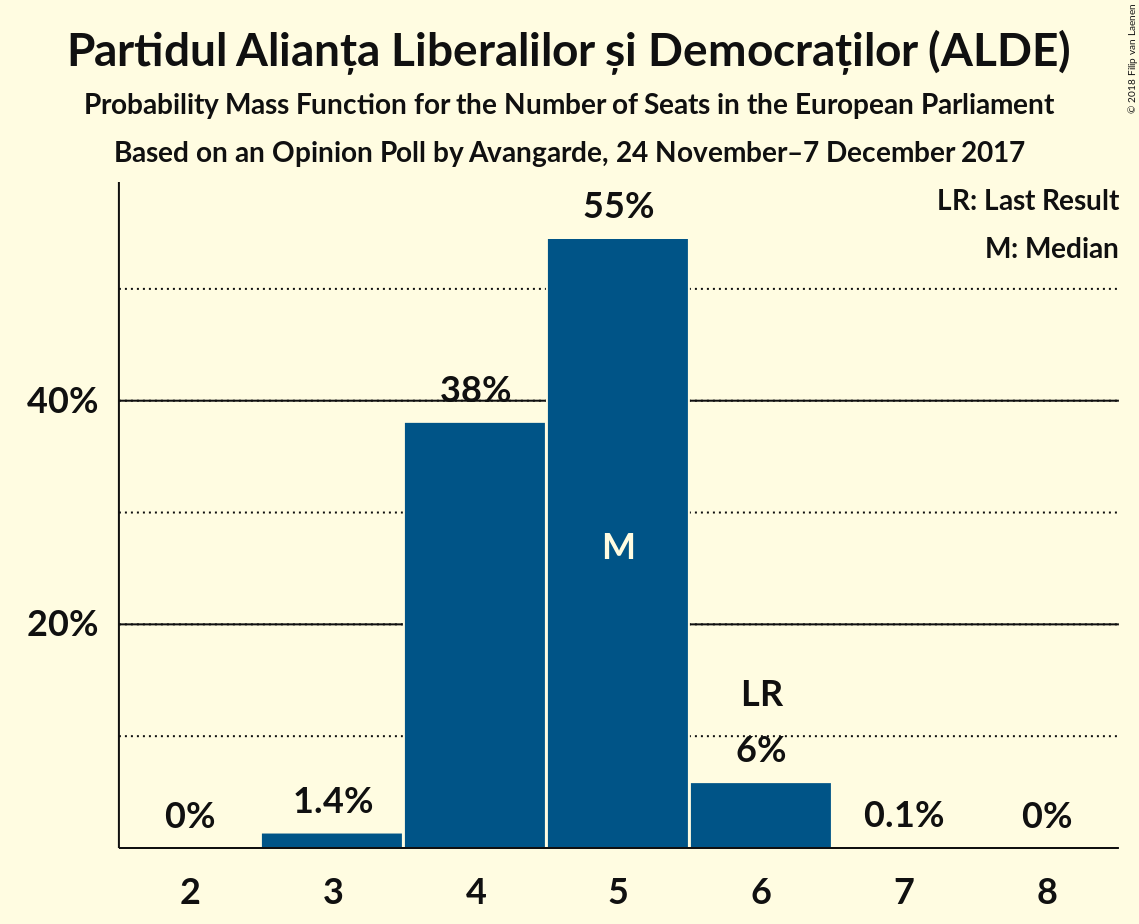 Partidul Alianța Liberalilor și Democraților (ALDE)
Probability Mass Function for the Number of Seats in the European Parliament
Based on an Opinion Poll by Avangarde, 24 November–7 December 2017
© 2018 Filip van Laenen
LR: Last Result
M: Median
55%
40%
38%
M
20%
LR
6%
1.4%
0%
0.1%
0%
2 3 4 5 6 7 8